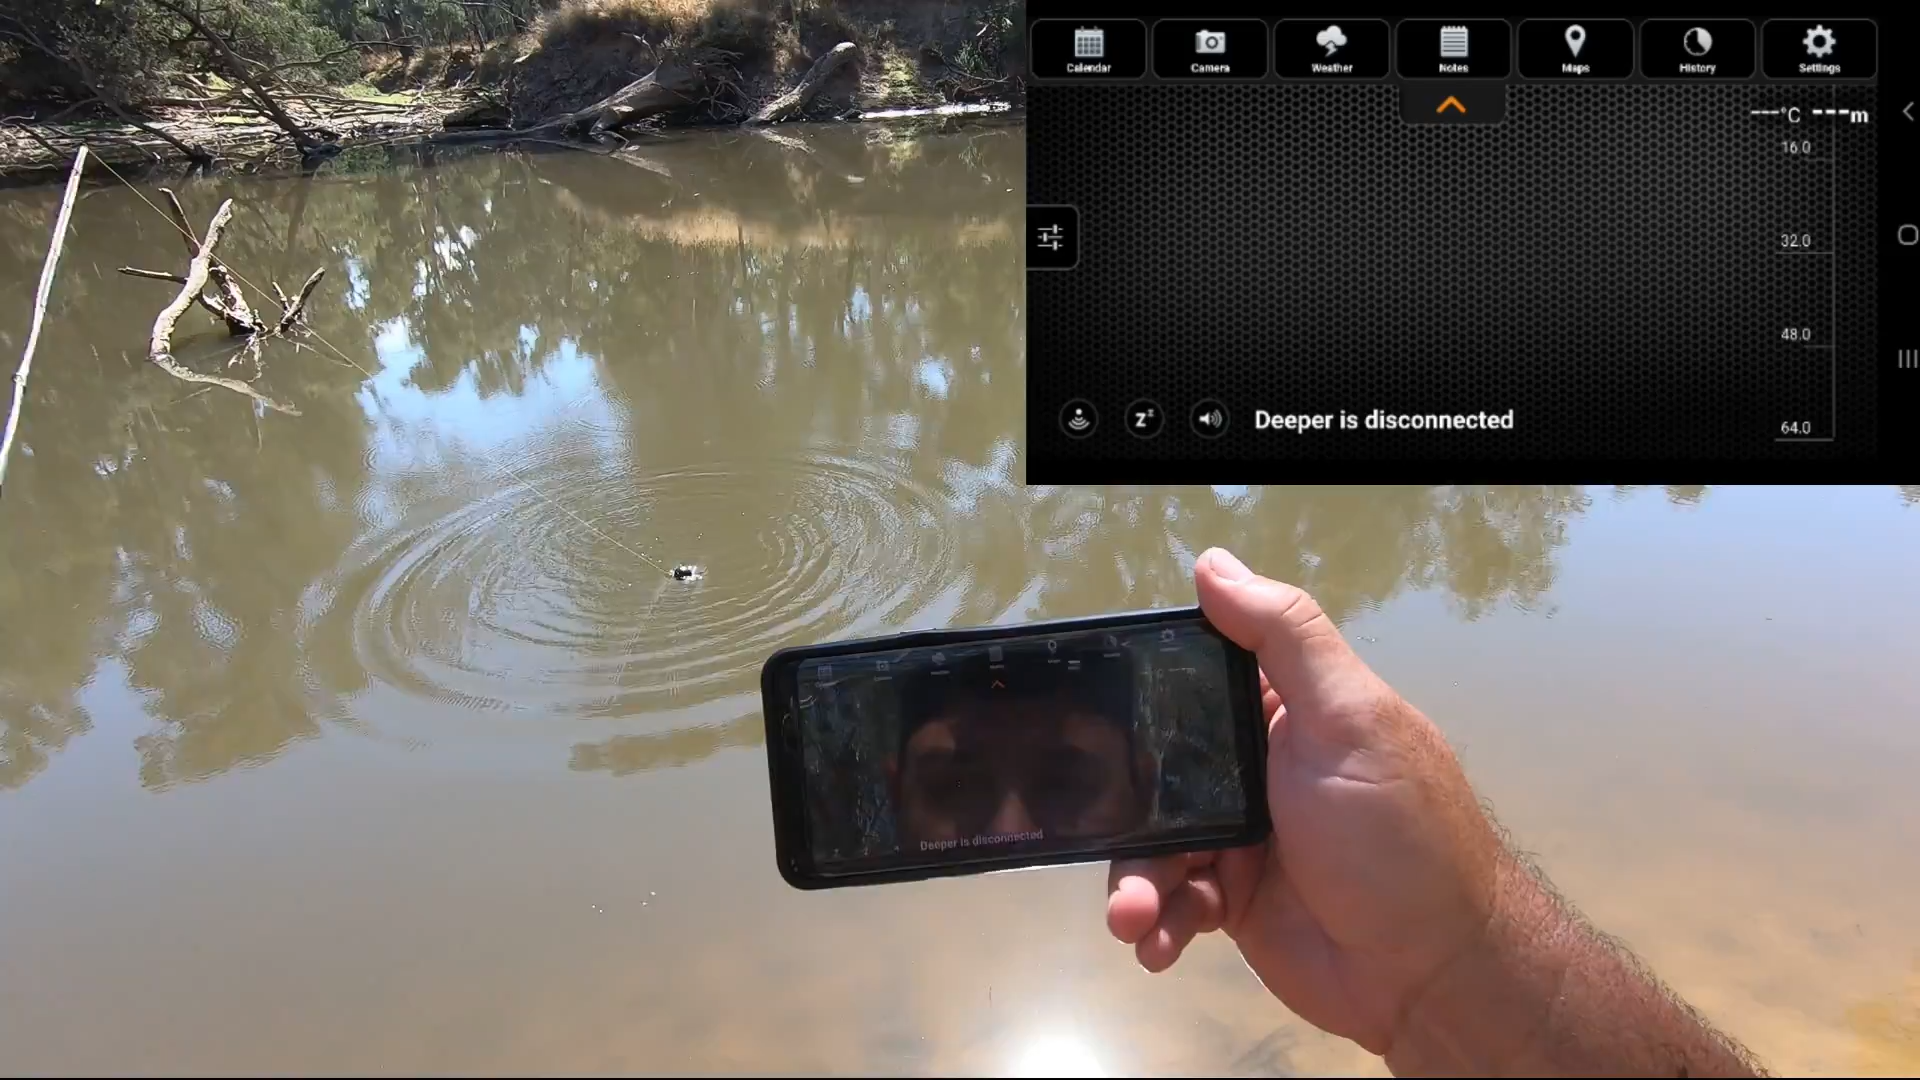 Calendar Camera Weather Notes Maps History Settings
---°C ---m
16.0
32.0
48.0
64.0
Zz Deeper is disconnected
Deeper is disconnected